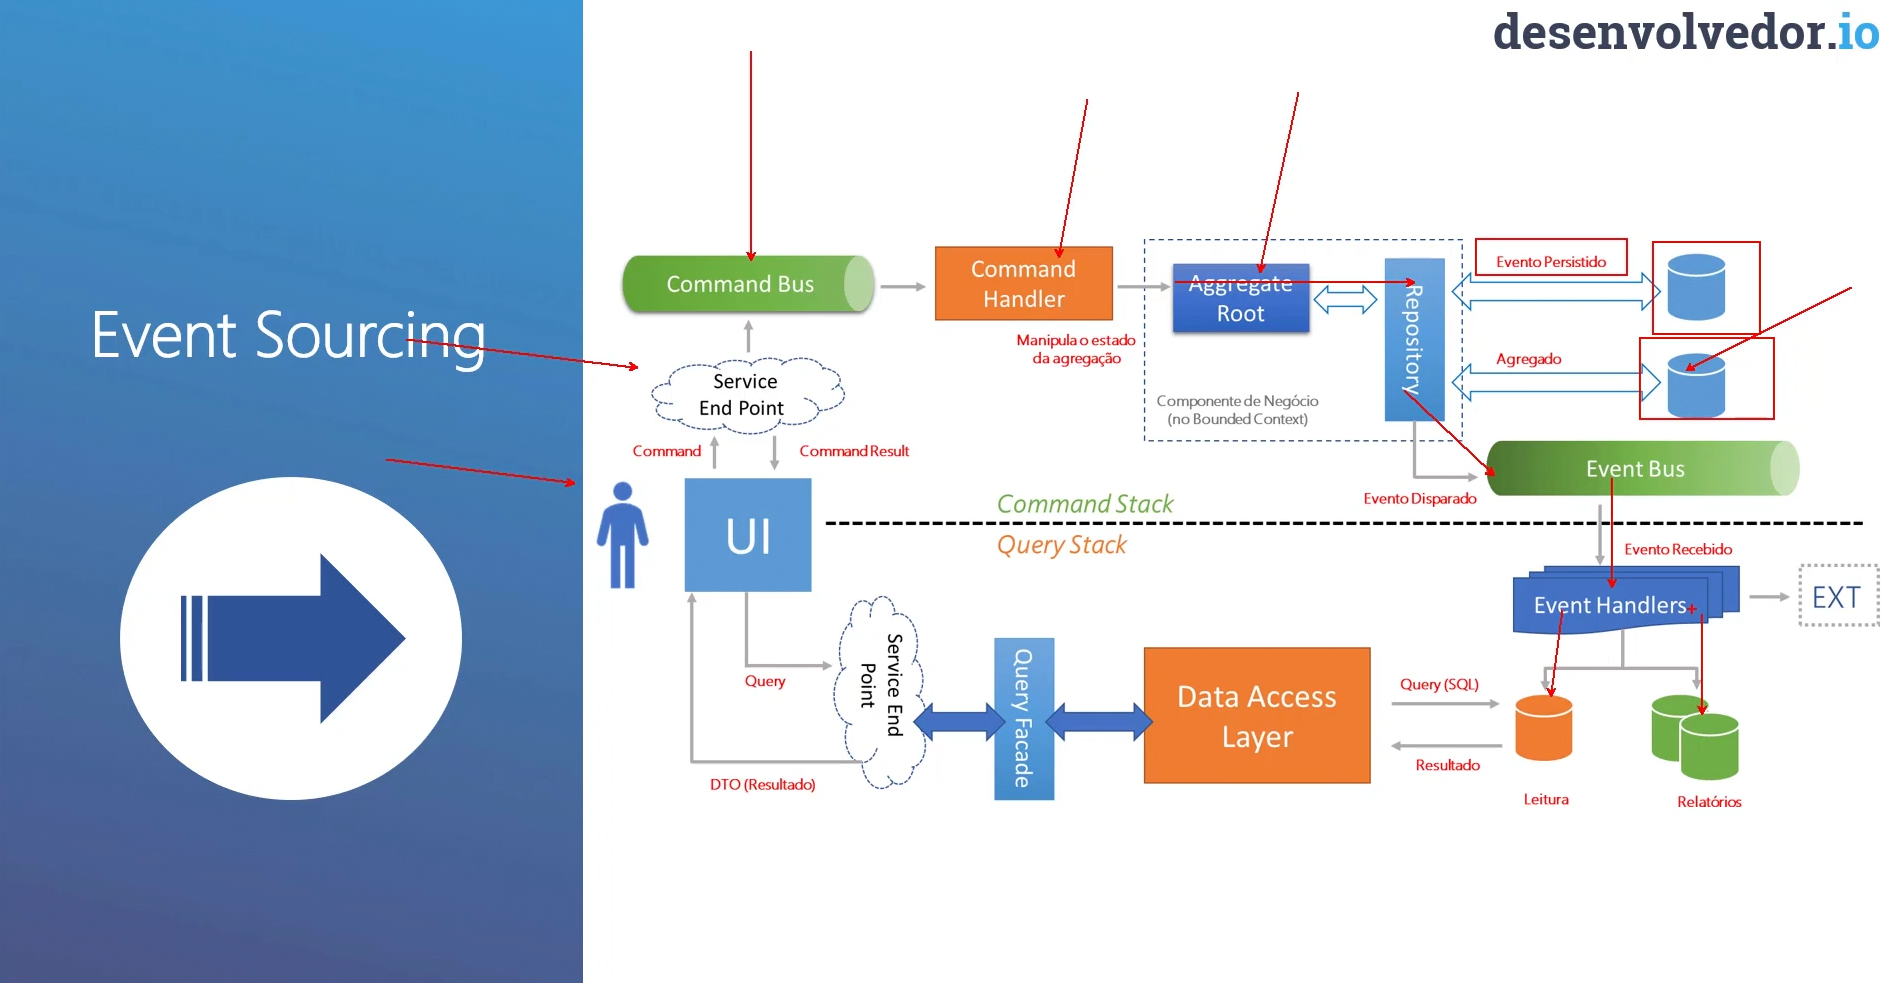 desenvolvedor.io
Event Sourcing
Command Bus
Command
Handler
Manipula o estado
da agregação
Aggregate
Root
Repository
Componente de Negócio
(no Bounded Context)
Evento Persistido
Agregado
Service
End Point
Command
Command Result
UI
Command Stack
Query Stack
Evento Disparado
Event Bus
Evento Recebido
Event Handlers
EXT
Query
Service End
Point
DTO (Resultado)
Query Facade
Data Access
Layer
Query (SQL)
Resultado
Leitura
Relatórios